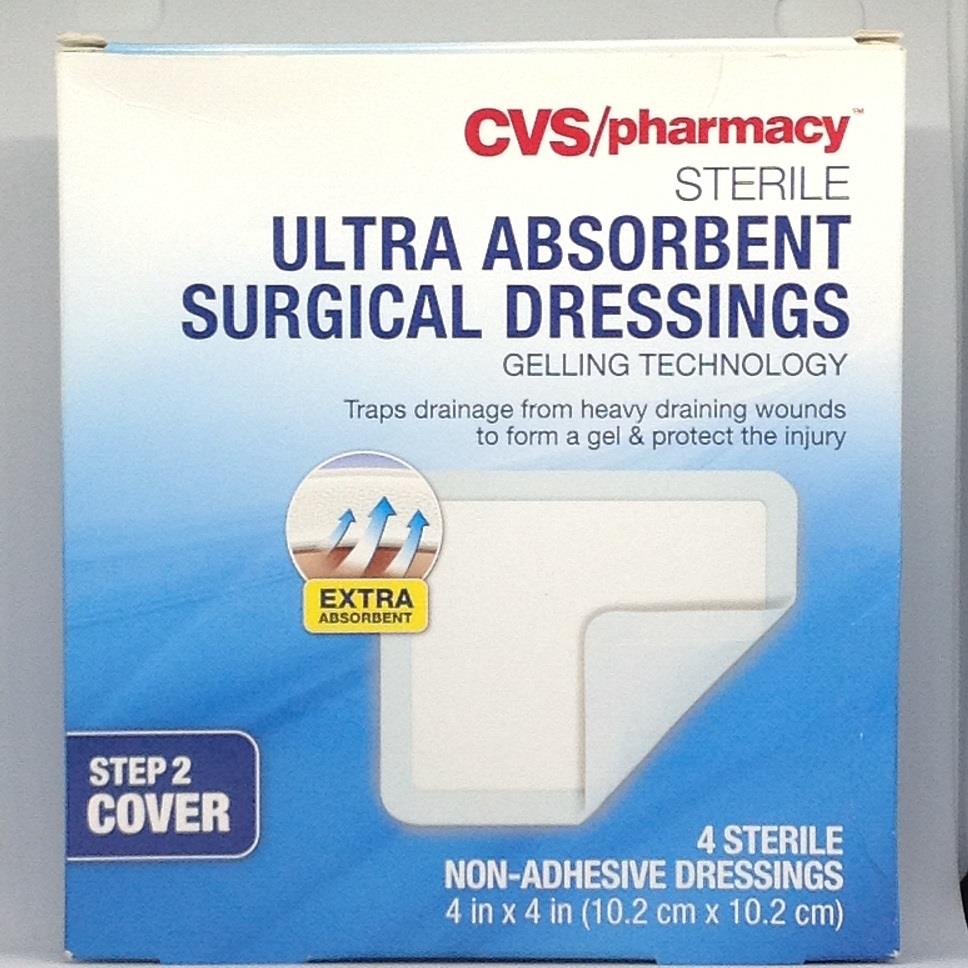 CVS/pharmacy™
STERILE
ULTRA ABSORBENT
SURGICAL DRESSINGS
GELLING TECHNOLOGY
Traps drainage from heavy draining wounds
to form a gel & protect the injury
EXTRA
ABSORBENT
STEP 2
COVER
4 STERILE
NON-ADHESIVE DRESSINGS
4 in x 4 in (10.2 cm x 10.2 cm)